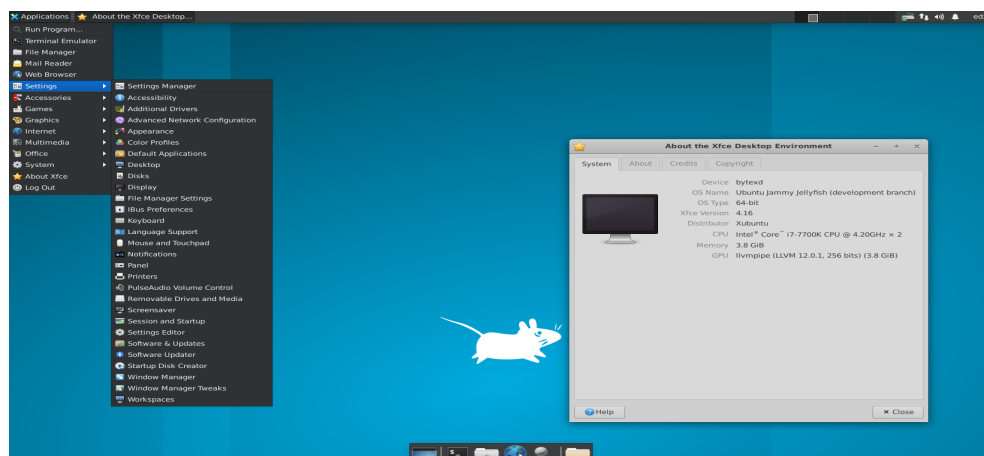 Applications
About the Xfce Desktop...
Run Program...
Terminal Emulator
File Manager
Mail Reader
Web Browser
Settings
Accessories
Games
Graphics
Internet
Multimedia
Office
System
About Xfce
Log Out
Settings Manager
Accessibility
Additional Drivers
Advanced Network Configuration
Appearance
Color Profiles
Default Applications
Desktop
Disks
Display
File Manager Settings
IBus Preferences
Keyboard
Language Support
Mouse and Touchpad
Notifications
Panel
Printers
PulseAudio Volume Control
Removable Drives and Media
Screensaver
Session and Startup
Settings Editor
Software & Updates
Software Updater
Startup Disk Creator
Window Manager
Window Manager Tweaks
Workspaces
About the Xfce Desktop Environment
System About Credits Copyright
Device bytexd
OS Name Ubuntu Jammy Jellyfish (development branch)
OS Type 64-bit
Xfce Version 4.16
Distributor Xubuntu
CPU Intel® Core™ i7-7700K CPU @ 4.20GHz × 2
Memory 3.8 GiB
GPU llvmpipe (LLVM 12.0.1, 256 bits) (3.8 GiB)
Help
Close